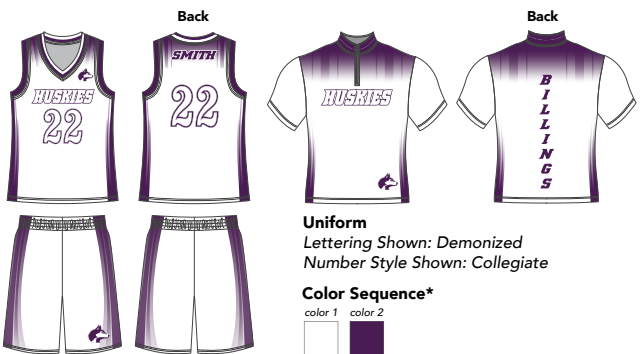 Back
Back
SMITH
HUSKIES
22
22
HUSKIES
BILLINGS
Uniform
Lettering Shown: Demonized
Number Style Shown: Collegiate
Color Sequence*
color 1 color 2